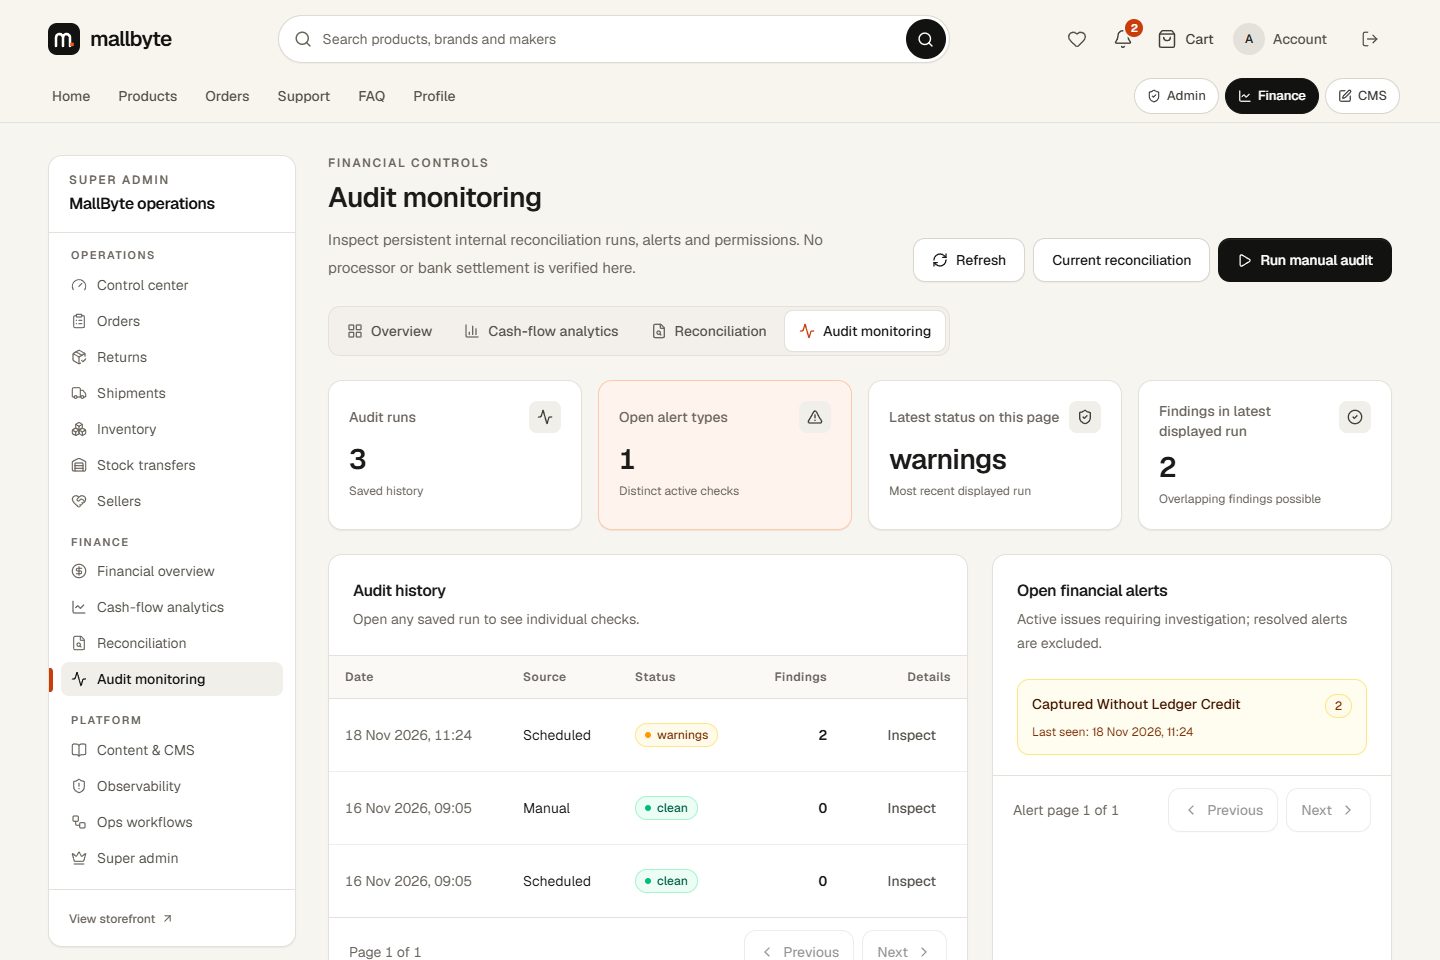 mallbyte
Search products, brands and makers
2
Cart
A
Account
Home
Products
Orders
Support
FAQ
Profile
Admin
Finance
CMS
SUPER ADMIN
MallByte operations
OPERATIONS
Control center
Orders
Returns
Shipments
Inventory
Stock transfers
Sellers
FINANCE
Financial overview
Cash-flow analytics
Reconciliation
Audit monitoring
PLATFORM
Content & CMS
Observability
Ops workflows
Super admin
View storefront
FINANCIAL CONTROLS
Audit monitoring
Inspect persistent internal reconciliation runs, alerts and permissions. No
processor or bank settlement is verified here.
Refresh
Current reconciliation
Run manual audit
Overview
Cash-flow analytics
Reconciliation
Audit monitoring
Audit runs
3
Saved history
Open alert types
1
Distinct active checks
Latest status on this page
warnings
Most recent displayed run
Findings in latest
displayed run
2
Overlapping findings possible
Audit history
Open any saved run to see individual checks.
Date Source Status Findings Details
18 Nov 2026, 11:24 Scheduled warnings 2 Inspect
16 Nov 2026, 09:05 Manual clean 0 Inspect
16 Nov 2026, 09:05 Scheduled clean 0 Inspect
Page 1 of 1
Previous
Next
Open financial alerts
Active issues requiring investigation; resolved alerts
are excluded.
Captured Without Ledger Credit
2
Last seen: 18 Nov 2026, 11:24
Alert page 1 of 1
Previous
Next